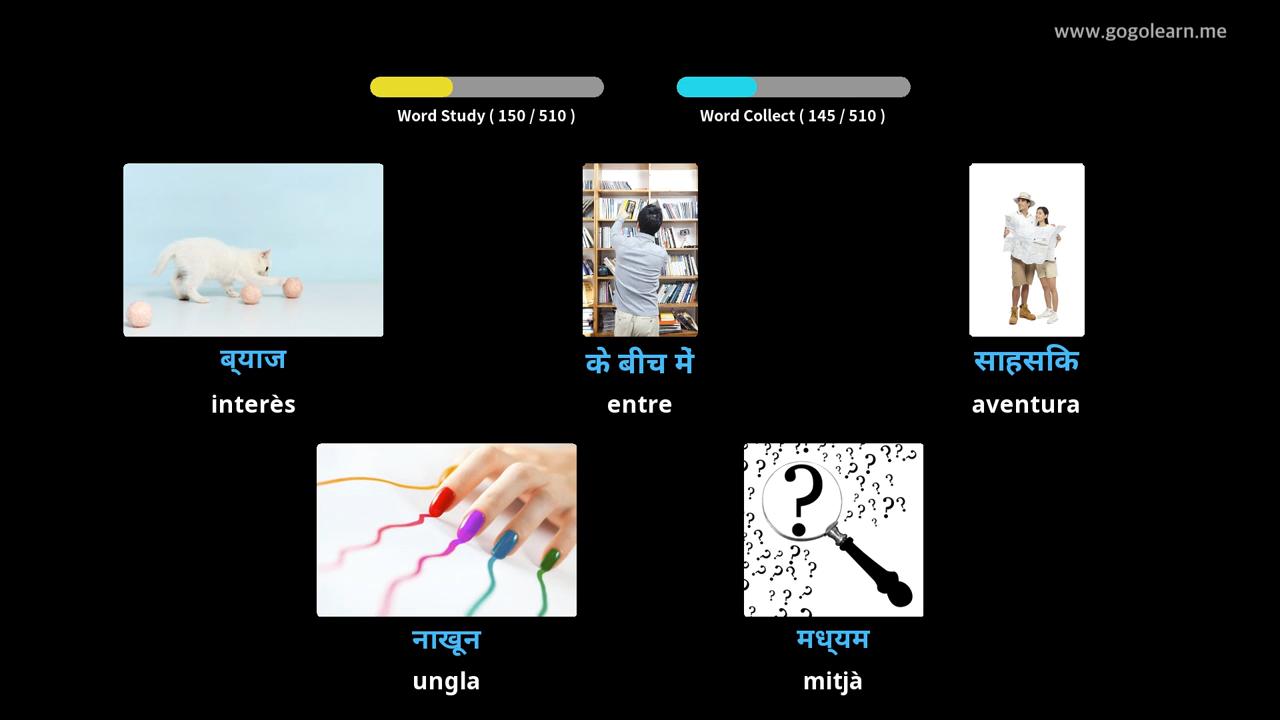 www.gogolearn.me
Word Study ( 150 / 510 )
Word Collect ( 145 / 510 )
ब्याज
के बीच में
साहसकि
interès
entre
aventura
नाखून
मध्यम
ungla
mitjà